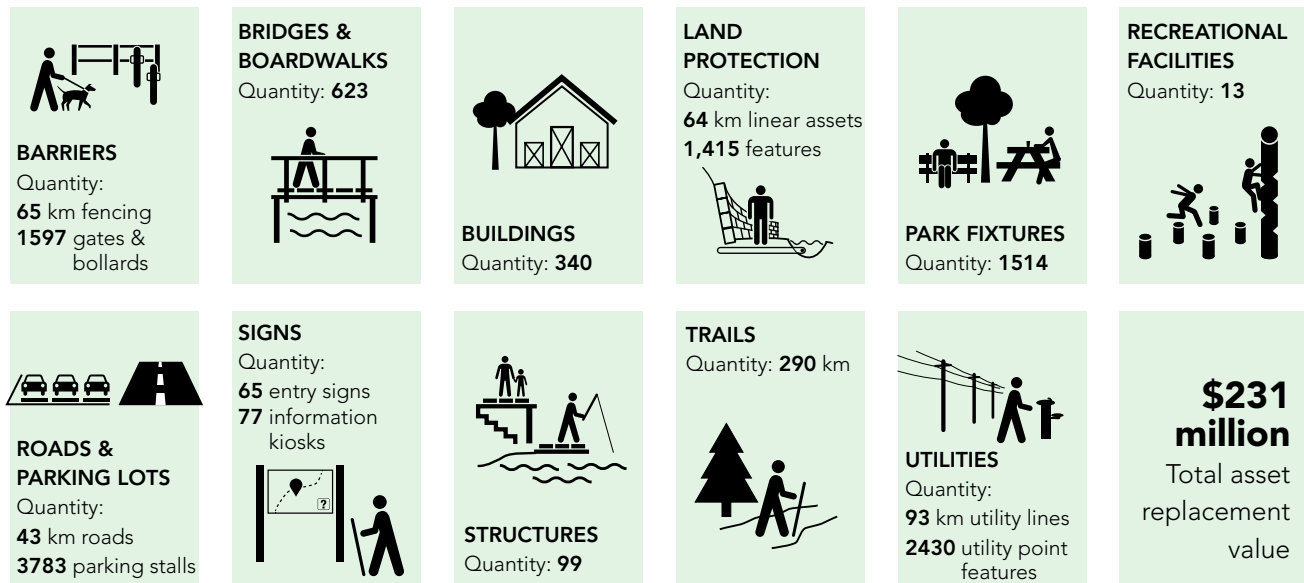 BARRIERS
Quantity:
65 km fencing
1597 gates &
bollards
BRIDGES &
BOARDWALKS
Quantity: 623
BUILDINGS
Quantity: 340
LAND
PROTECTION
Quantity:
64 km linear assets
1,415 features
PARK FIXTURES
Quantity: 1514
RECREATIONAL
FACILITIES
Quantity: 13
ROADS &
PARKING LOTS
Quantity:
43 km roads
3783 parking stalls
SIGNS
Quantity:
65 entry signs
77 information
kiosks
?
STRUCTURES
Quantity: 99
TRAILS
Quantity: 290 km
UTILITIES
Quantity:
93 km utility lines
2430 utility point
features
$231
million
Total asset
replacement
value